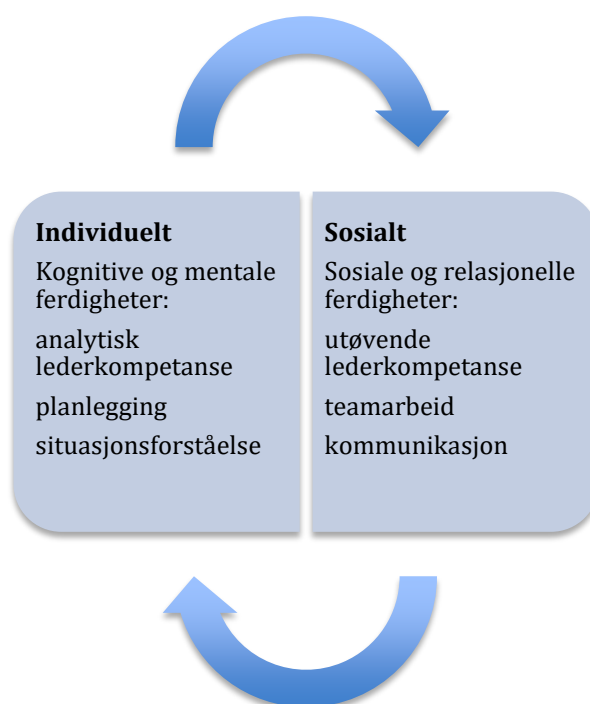 Individuelt
Kognitive og mentale
ferdigheter:
analytisk
lederkompetanse
planlegging
situasjonsforståelse
Sosialt
Sosiale og relasjonelle
ferdigheter:
utøvende
lederkompetanse
teamarbeid
kommunikasjon